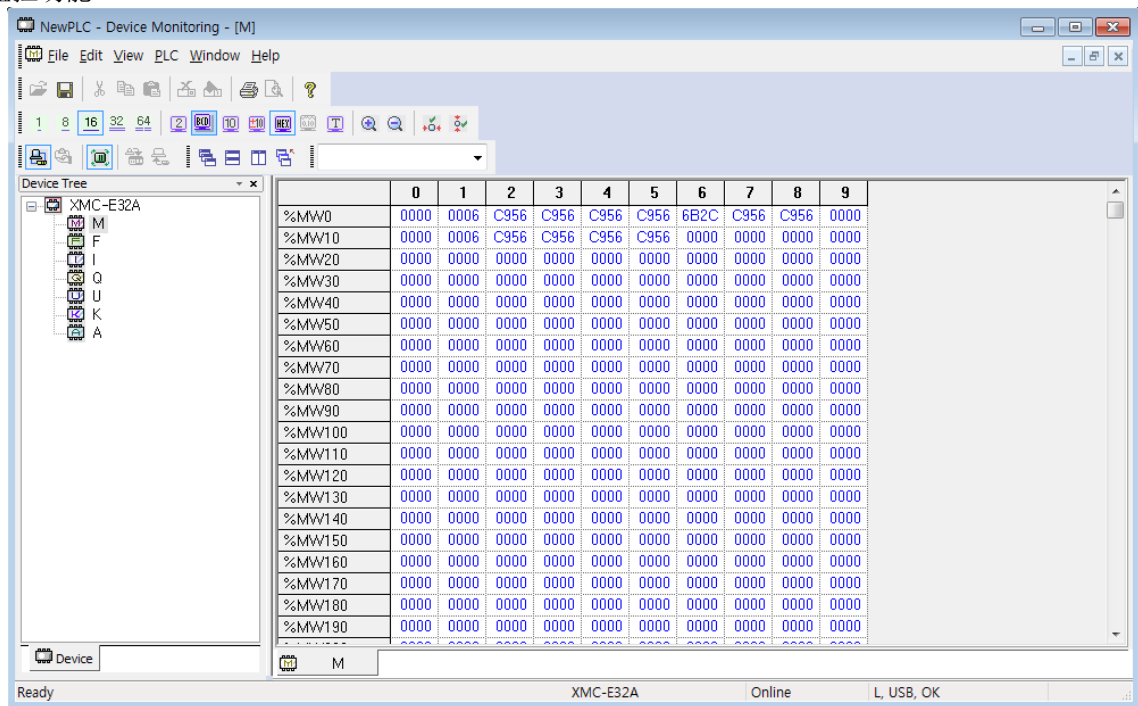 NewPLC - Device Monitoring - [M]
File Edit View PLC Window Help
1 8 16 32 64 2 BCD 10 ±10 HEX T
Device Tree
XMC-E32A
M
F
I
Q
U
K
A
Device
0 1 2 3 4 5 6 7 8 9
%MW0 0000 0006 C956 C956 C956 C956 6B2C C956 C956 0000
%MW10 0000 0006 C956 C956 C956 C956 0000 0000 0000 0000
%MW20 0000 0000 0000 0000 0000 0000 0000 0000 0000 0000
%MW30 0000 0000 0000 0000 0000 0000 0000 0000 0000 0000
%MW40 0000 0000 0000 0000 0000 0000 0000 0000 0000 0000
%MW50 0000 0000 0000 0000 0000 0000 0000 0000 0000 0000
%MW60 0000 0000 0000 0000 0000 0000 0000 0000 0000 0000
%MW70 0000 0000 0000 0000 0000 0000 0000 0000 0000 0000
%MW80 0000 0000 0000 0000 0000 0000 0000 0000 0000 0000
%MW90 0000 0000 0000 0000 0000 0000 0000 0000 0000 0000
%MW100 0000 0000 0000 0000 0000 0000 0000 0000 0000 0000
%MW110 0000 0000 0000 0000 0000 0000 0000 0000 0000 0000
%MW120 0000 0000 0000 0000 0000 0000 0000 0000 0000 0000
%MW130 0000 0000 0000 0000 0000 0000 0000 0000 0000 0000
%MW140 0000 0000 0000 0000 0000 0000 0000 0000 0000 0000
%MW150 0000 0000 0000 0000 0000 0000 0000 0000 0000 0000
%MW160 0000 0000 0000 0000 0000 0000 0000 0000 0000 0000
%MW170 0000 0000 0000 0000 0000 0000 0000 0000 0000 0000
%MW180 0000 0000 0000 0000 0000 0000 0000 0000 0000 0000
%MW190 0000 0000 0000 0000 0000 0000 0000 0000 0000 0000
M
Ready XMC-E32A Online L, USB, OK